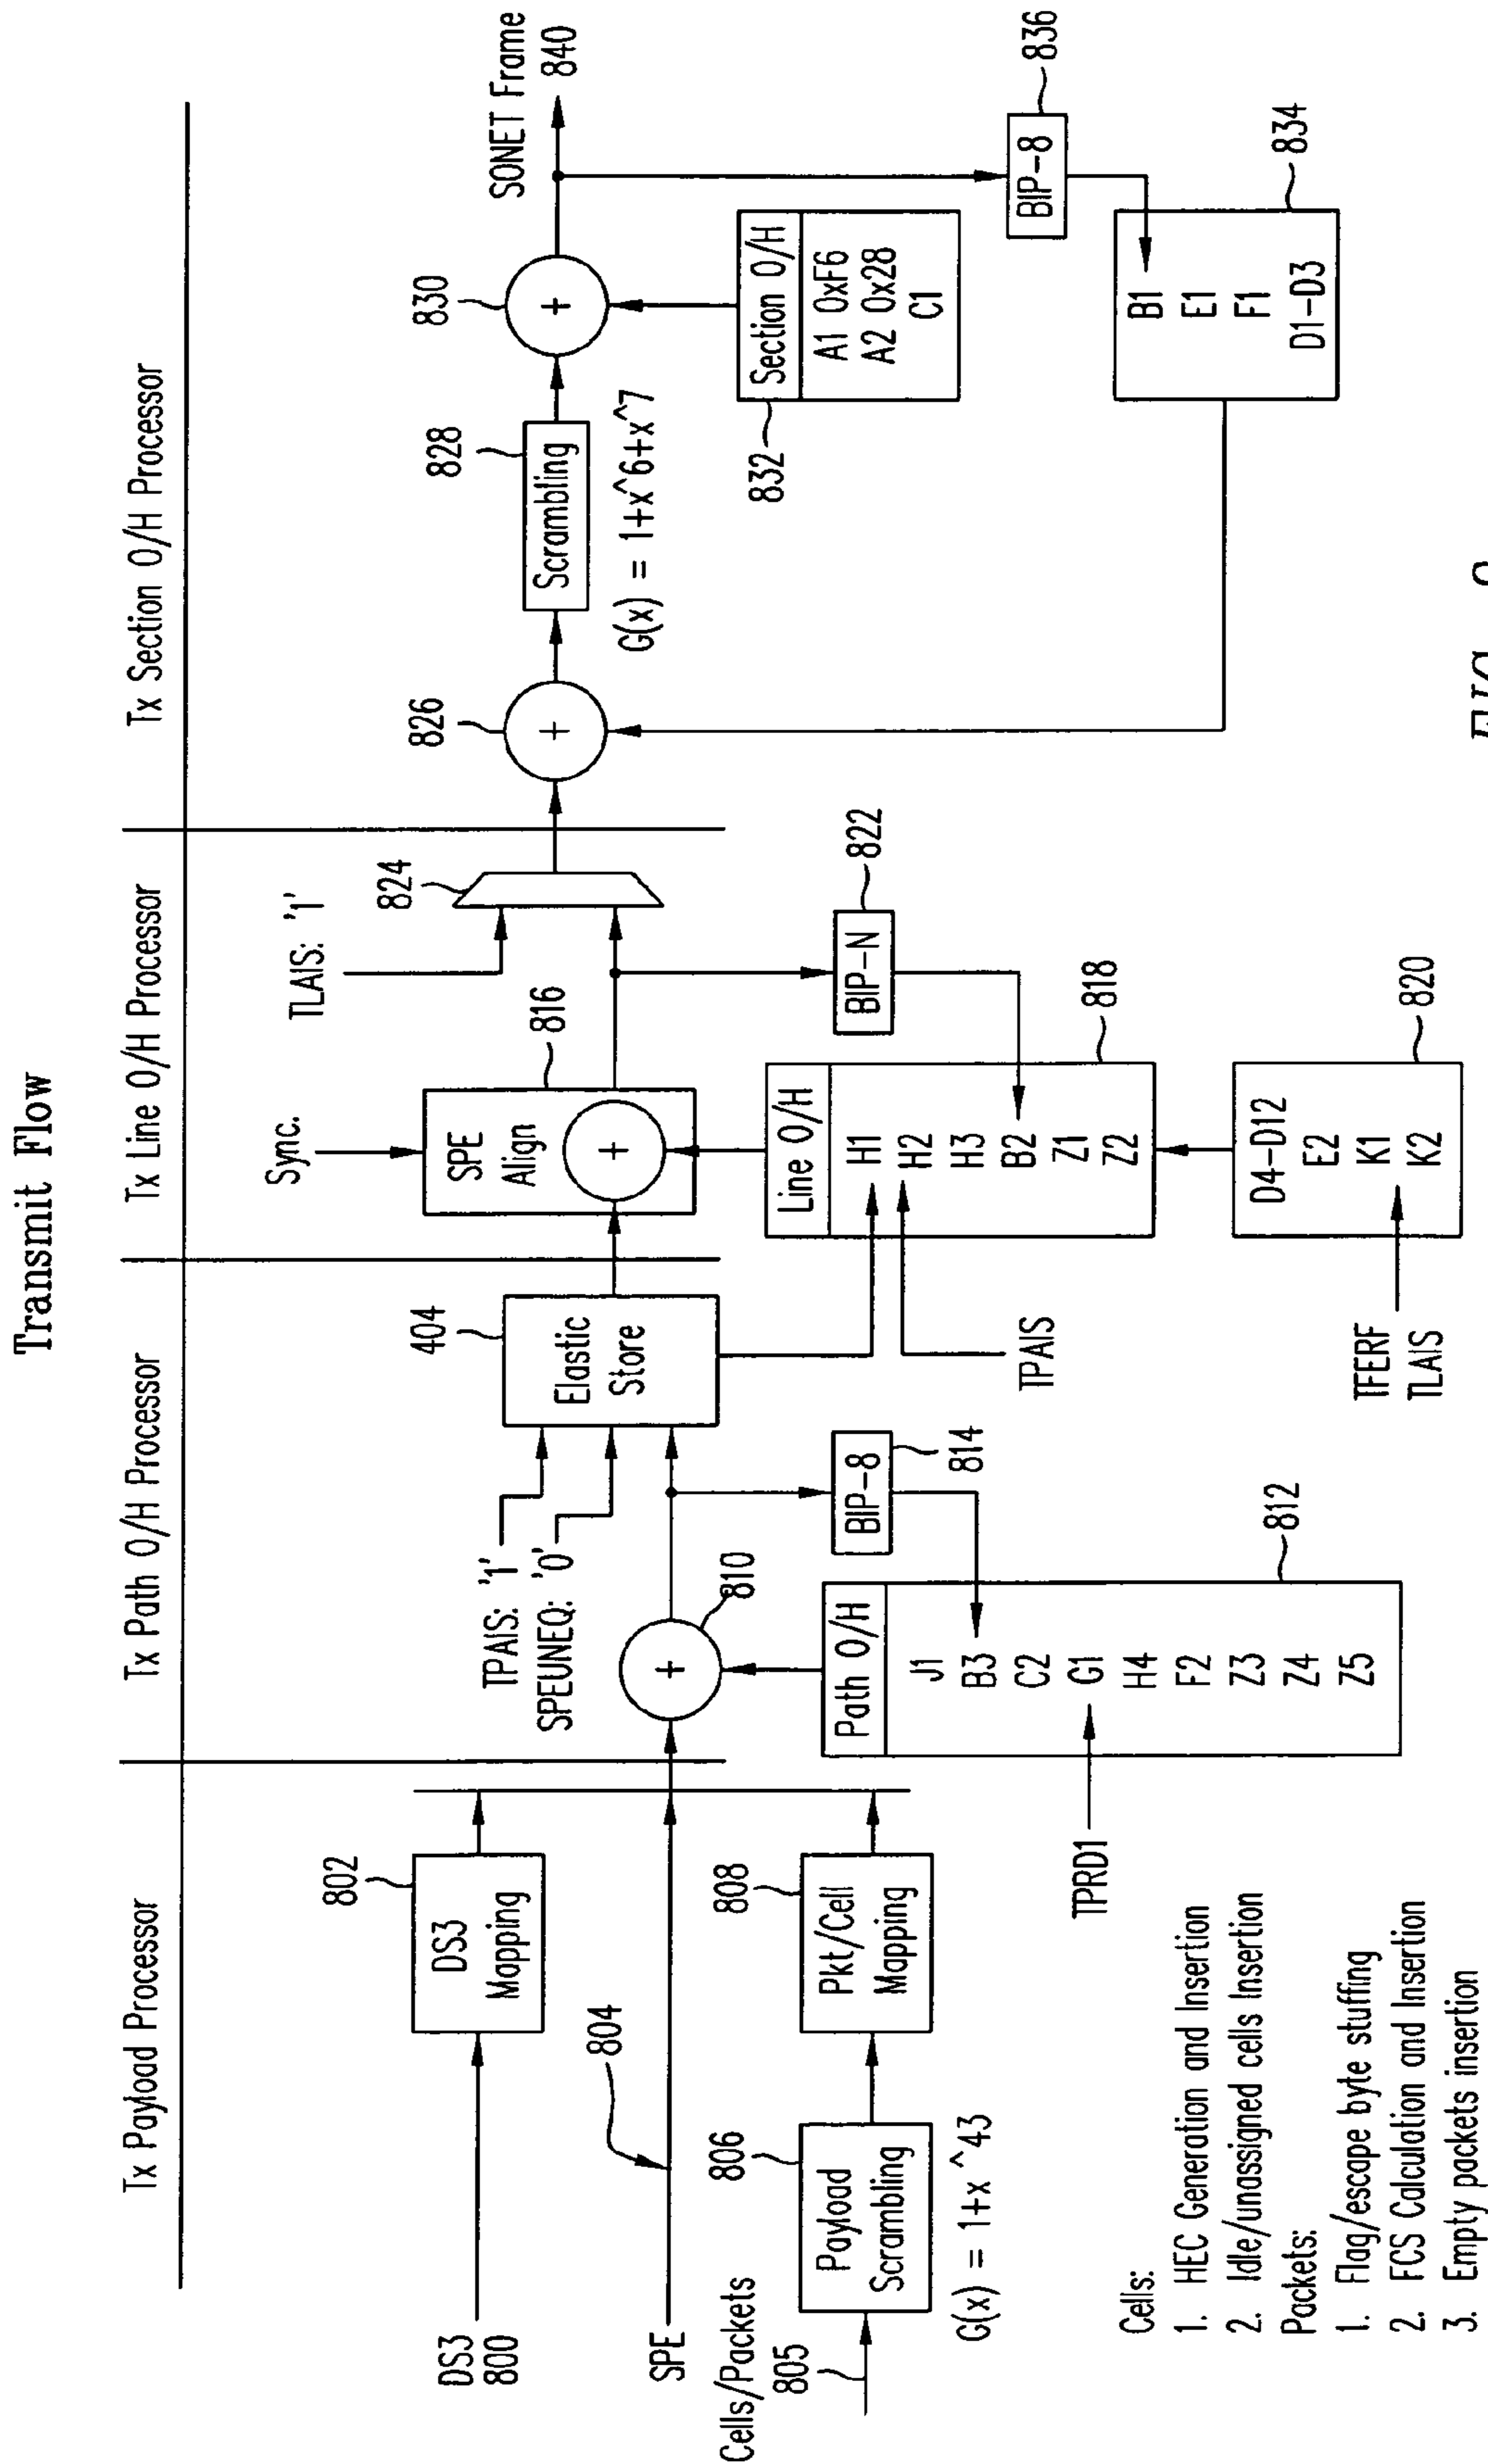 Transmit Flow
Tx Payload Processor
Tx Path O/H Processor
Tx Line O/H Processor
Tx Section O/H Processor
DS3
800
802
DS3
Mapping
SPE
804
Cells/Packets
805
806
Payload
Scrambling
G(x) = 1+x^43
808
Pkt/Cell
Mapping
Cells:
1. HEC Generation and Insertion
2. Idle/unassigned cells Insertion
Packets:
1. Flag/escape byte stuffing
2. FCS Calculation and Insertion
3. Empty packets insertion
TPAIS: '1'
SPEUNEQ: '0'
810
+
404
Elastic
Store
BIP-8
814
Path O/H
812
J1
B3
C2
G1
H4
F2
Z3
Z4
Z5
TPRD1
Sync.
SPE
Align
+
816
TLAIS: '1'
824
BIP-N
822
Line O/H
818
H1
H2
H3
B2
Z1
Z2
TPAIS
D4-D12
E2
K1
K2
820
TFERF
TLAIS
826
+
828
Scrambling
G(x) = 1+x^6+x^7
830
+
SONET Frame
840
832
Section O/H
A1 0xF6
A2 0x28
C1
BIP-8
836
B1
E1
F1
D1-D3
834